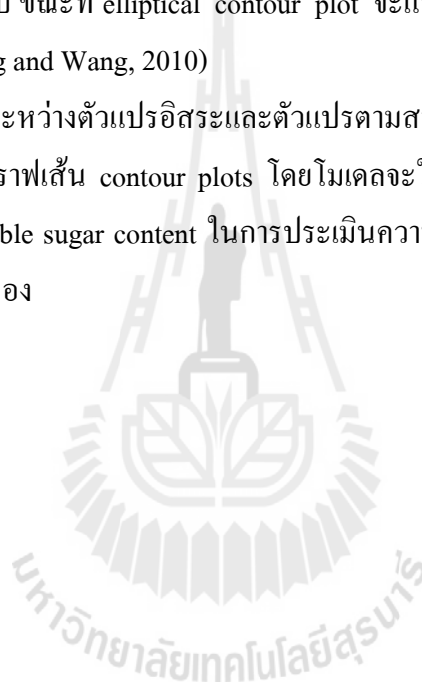 ขณะที่ elliptical contour plot จะแ
g and Wang, 2010)
ะหว่างตัวแปรอิสระและตัวแปรตามส
ราฟเส้น contour plots โดยโมเดลจะใ
ble sugar content ในการประเมินควา
อง
มหาวิทยาลัยเทคโนโลยีสุรนารี